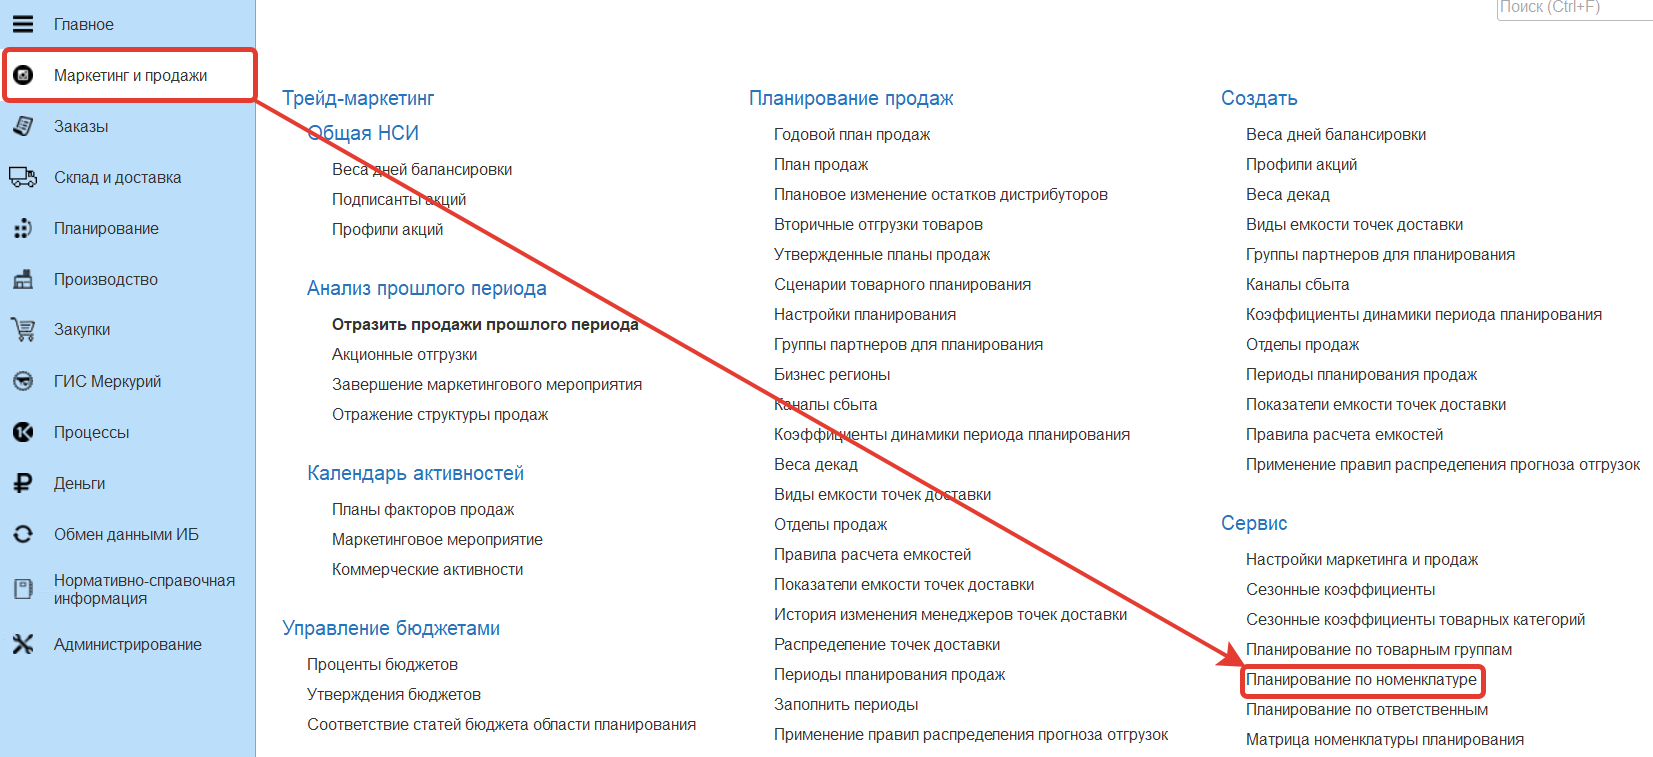 Главное
Маркетинг и продажи
Заказы
Склад и доставка
Планирование
Производство
Закупки
ГИС Меркурий
Процессы
Деньги
Обмен данными ИБ
Нормативно-справочная
информация
Администрирование
Поиск (Ctrl+F)
Трейд-маркетинг
Общая НСИ
Веса дней балансировки
Подписанты акций
Профили акций
Анализ прошлого периода
Отразить продажи прошлого периода
Акционные отгрузки
Завершение маркетингового мероприятия
Отражение структуры продаж
Календарь активностей
Планы факторов продаж
Маркетинговое мероприятие
Коммерческие активности
Управление бюджетами
Проценты бюджетов
Утверждения бюджетов
Соответствие статей бюджета области планирования
Планирование продаж
Годовой план продаж
План продаж
Плановое изменение остатков дистрибуторов
Вторичные отгрузки товаров
Утвержденные планы продаж
Сценарии товарного планирования
Настройки планирования
Группы партнеров для планирования
Бизнес регионы
Каналы сбыта
Коэффициенты динамики периода планирования
Веса декад
Виды емкости точек доставки
Отделы продаж
Правила расчета емкостей
Показатели емкости точек доставки
История изменения менеджеров точек доставки
Распределение точек доставки
Периоды планирования продаж
Заполнить периоды
Применение правил распределения прогноза отгрузок
Создать
Веса дней балансировки
Профили акций
Веса декад
Виды емкости точек доставки
Группы партнеров для планирования
Каналы сбыта
Коэффициенты динамики периода планирования
Отделы продаж
Периоды планирования продаж
Показатели емкости точек доставки
Правила расчета емкостей
Применение правил распределения прогноза отгрузок
Сервис
Настройки маркетинга и продаж
Сезонные коэффициенты
Сезонные коэффициенты товарных категорий
Планирование по товарным группам
Планирование по номенклатуре
Планирование по ответственным
Матрица номенклатуры планирования